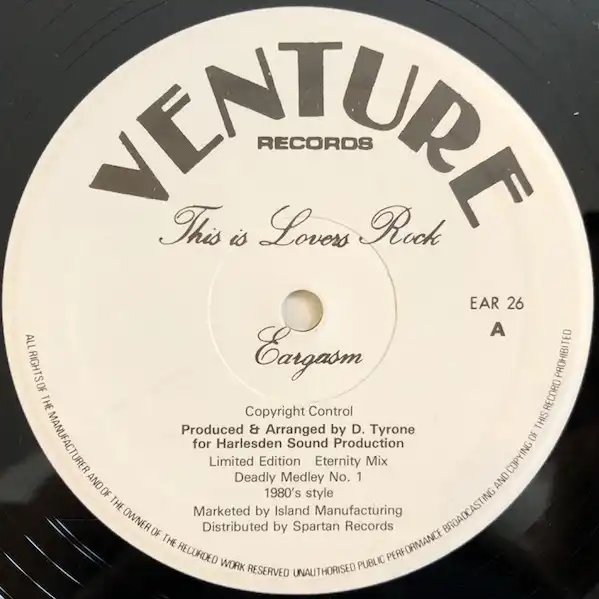 VENTURE
RECORDS
This is Lovers Rock
EAR 26
A
Eargasm
Copyright Control
Produced & Arranged by D. Tyrone
for Harlesden Sound Production
Limited Edition Eternity Mix
Deadly Medley No. 1
1980's style
Marketed by Island Manufacturing
Distributed by Spartan Records
ALL RIGHTS OF THE MANUFACTURER AND OF THE OWNER OF THE RECORDED WORK RESERVED UNAUTHORISED PUBLIC PERFORMANCE BROADCASTING AND COPYING OF THIS RECORD PROHIBITED